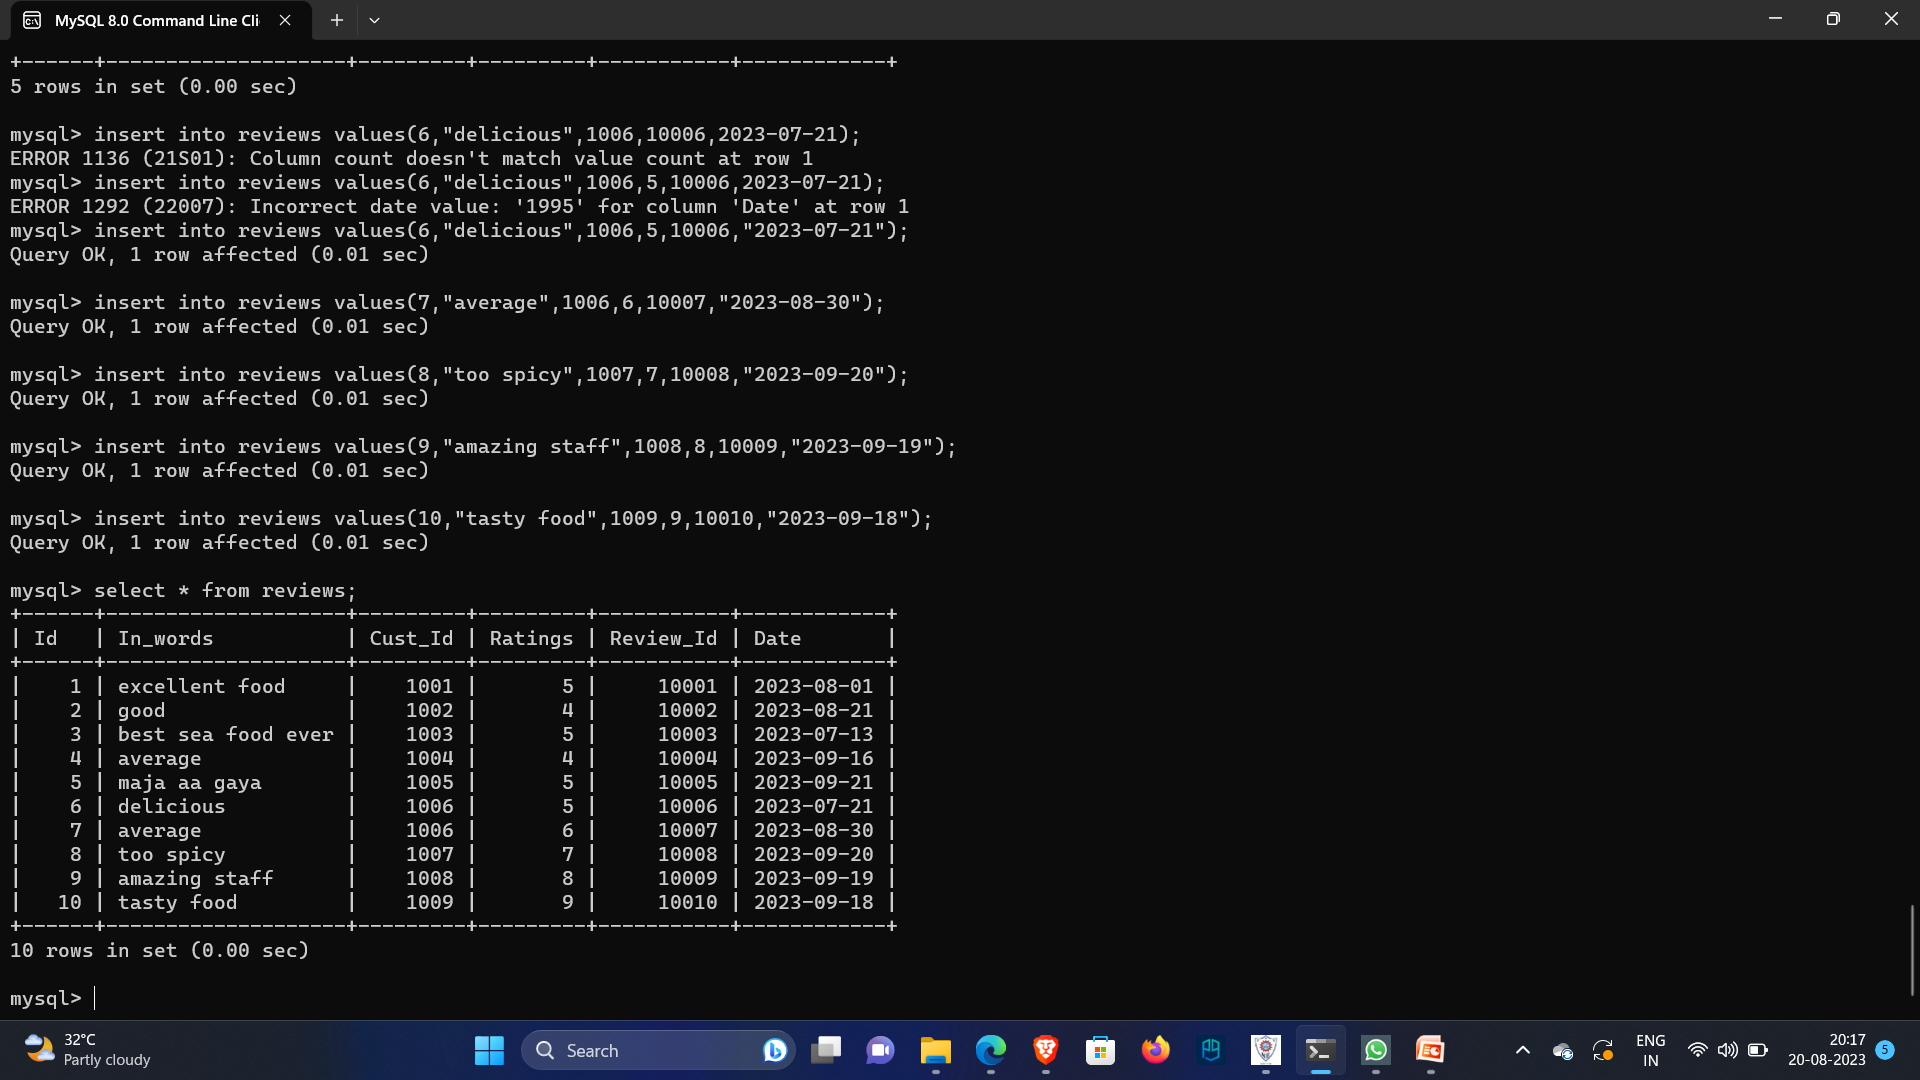 MySQL 8.0 Command Line Cli
+------+--------------------+---------+---------+-----------+------------+
5 rows in set (0.00 sec)
mysql> insert into reviews values(6,"delicious",1006,10006,2023-07-21);
ERROR 1136 (21S01): Column count doesn't match value count at row 1
mysql> insert into reviews values(6,"delicious",1006,5,10006,2023-07-21);
ERROR 1292 (22007): Incorrect date value: '1995' for column 'Date' at row 1
mysql> insert into reviews values(6,"delicious",1006,5,10006,"2023-07-21");
Query OK, 1 row affected (0.01 sec)
mysql> insert into reviews values(7,"average",1006,6,10007,"2023-08-30");
Query OK, 1 row affected (0.01 sec)
mysql> insert into reviews values(8,"too spicy",1007,7,10008,"2023-09-20");
Query OK, 1 row affected (0.01 sec)
mysql> insert into reviews values(9,"amazing staff",1008,8,10009,"2023-09-19");
Query OK, 1 row affected (0.01 sec)
mysql> insert into reviews values(10,"tasty food",1009,9,10010,"2023-09-18");
Query OK, 1 row affected (0.01 sec)
mysql> select * from reviews;
+------+--------------------+---------+---------+-----------+------------+
| Id   | In_words           | Cust_Id | Ratings | Review_Id | Date       |
+------+--------------------+---------+---------+-----------+------------+
|    1 | excellent food     |    1001 |       5 |     10001 | 2023-08-01 |
|    2 | good               |    1002 |       4 |     10002 | 2023-08-21 |
|    3 | best sea food ever |    1003 |       5 |     10003 | 2023-07-13 |
|    4 | average            |    1004 |       4 |     10004 | 2023-09-16 |
|    5 | maja aa gaya       |    1005 |       5 |     10005 | 2023-09-21 |
|    6 | delicious          |    1006 |       5 |     10006 | 2023-07-21 |
|    7 | average            |    1006 |       6 |     10007 | 2023-08-30 |
|    8 | too spicy          |    1007 |       7 |     10008 | 2023-09-20 |
|    9 | amazing staff      |    1008 |       8 |     10009 | 2023-09-19 |
|   10 | tasty food         |    1009 |       9 |     10010 | 2023-09-18 |
+------+--------------------+---------+---------+-----------+------------+
10 rows in set (0.00 sec)
mysql>
32°C
Partly cloudy
Search
ENG
IN
20:17
20-08-2023
5